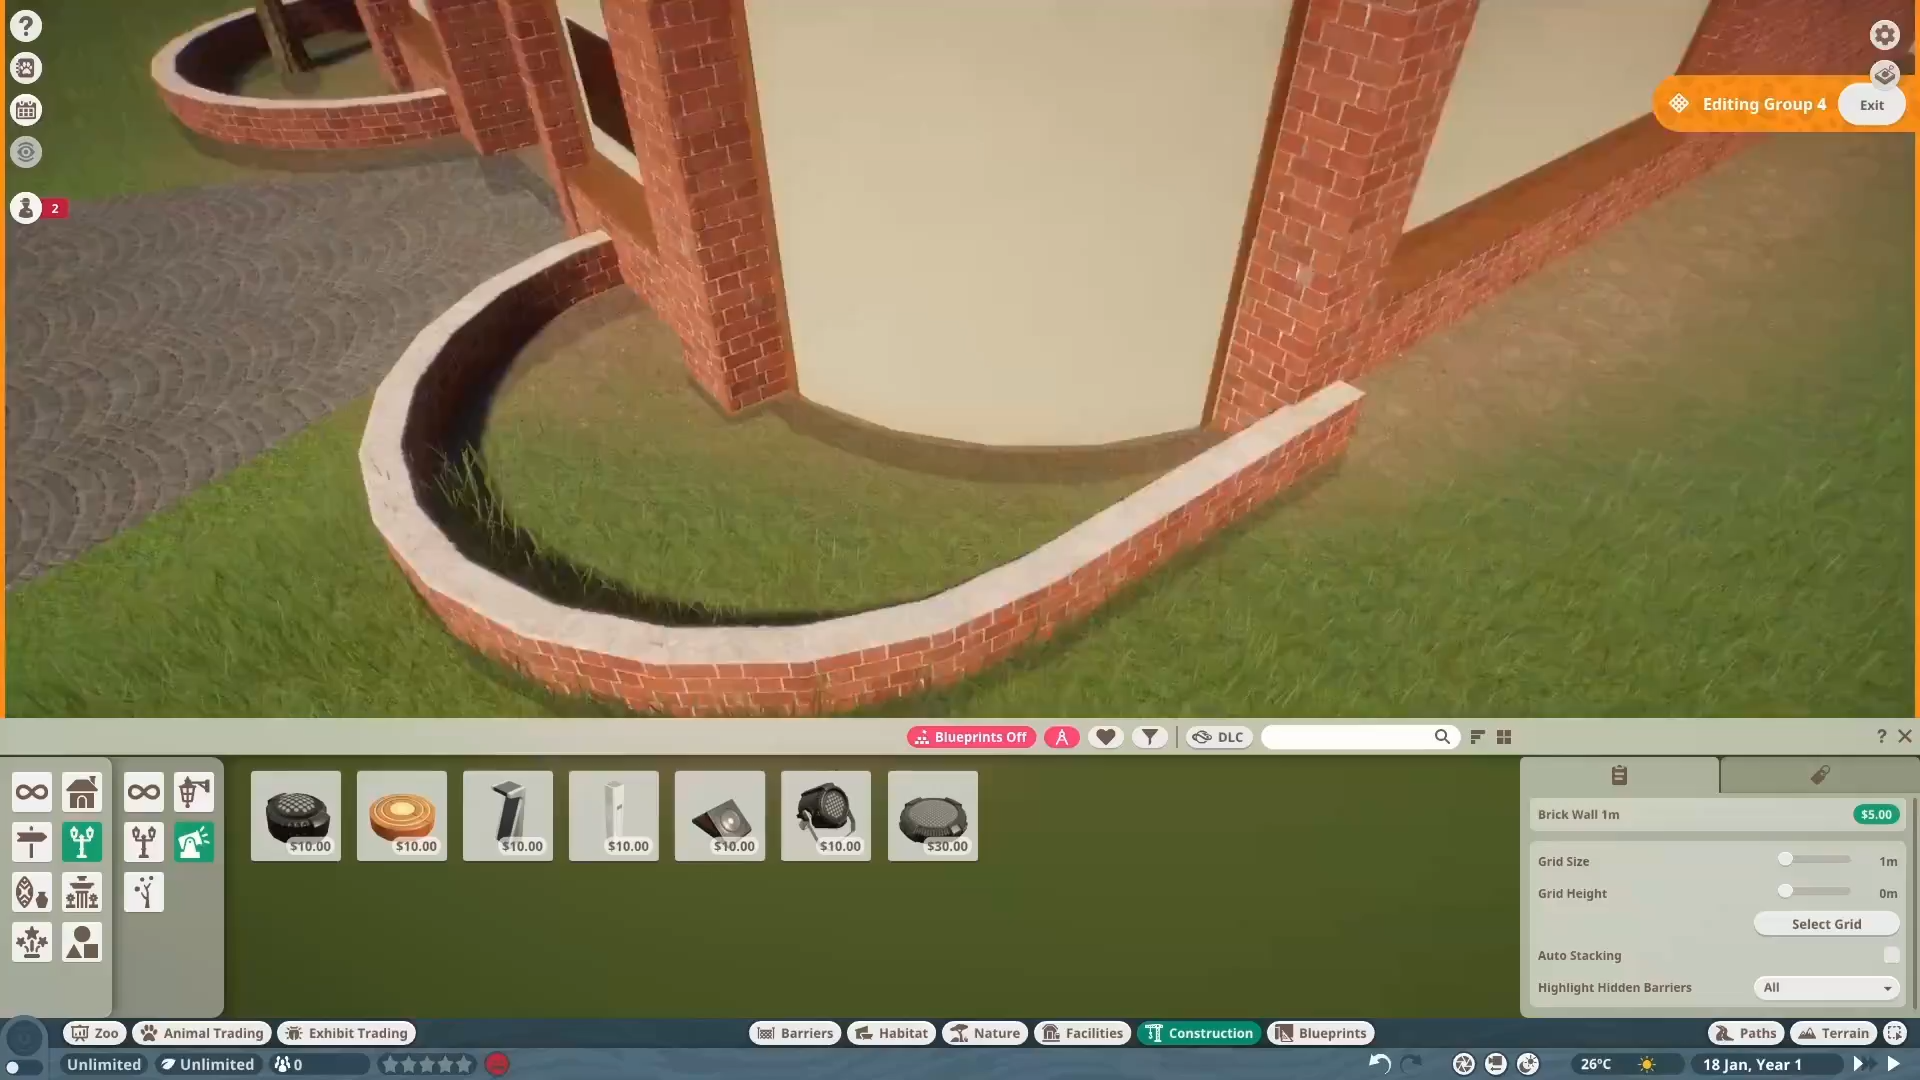 ?
Editing Group 4 Exit
2
Blueprints Off DLC ?
$10.00 $10.00 $10.00 $10.00 $10.00 $10.00 $30.00
Brick Wall 1m $5.00
Grid Size 1m
Grid Height 0m
Select Grid
Auto Stacking
Highlight Hidden Barriers All
Zoo Animal Trading Exhibit Trading Barriers Habitat Nature Facilities Construction Blueprints Paths Terrain
Unlimited Unlimited 0 26°C 18 Jan, Year 1